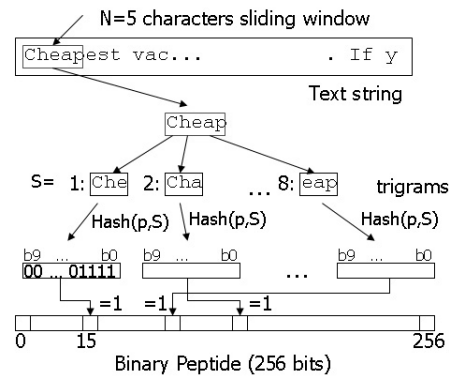 N=5 characters sliding window
Cheapest vac... . If y
Text string
Cheap
S= 1: Che 2: Cha ... 8: eap trigrams
Hash(p,S) Hash(p,S) Hash(p,S)
b9 ... b0 b9 ... b0 b9 ... b0
00 ... 01111 ...
=1 =1 =1
0 15 256
Binary Peptide (256 bits)